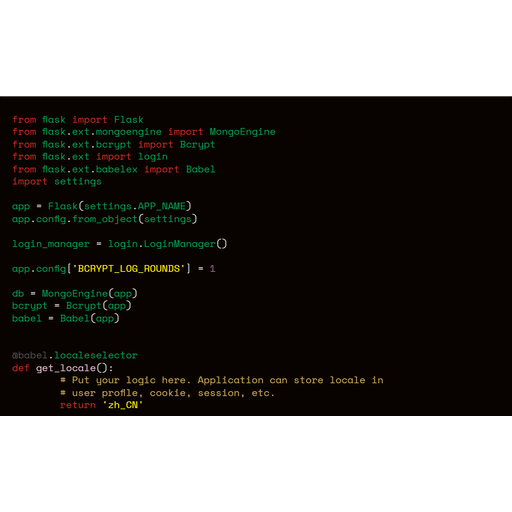 from flask import Flask
from flask.ext.mongoengine import MongoEngine
from flask.ext.bcrypt import Bcrypt
from flask.ext import login
from flask.ext.babelex import Babel
import settings

app = Flask(settings.APP_NAME)
app.config.from_object(settings)

login_manager = login.LoginManager()

app.config['BCRYPT_LOG_ROUNDS'] = 1

db = MongoEngine(app)
bcrypt = Bcrypt(app)
babel = Babel(app)


@babel.localeselector
def get_locale():
        # Put your logic here. Application can store locale in
        # user profile, cookie, session, etc.
        return 'zh_CN'